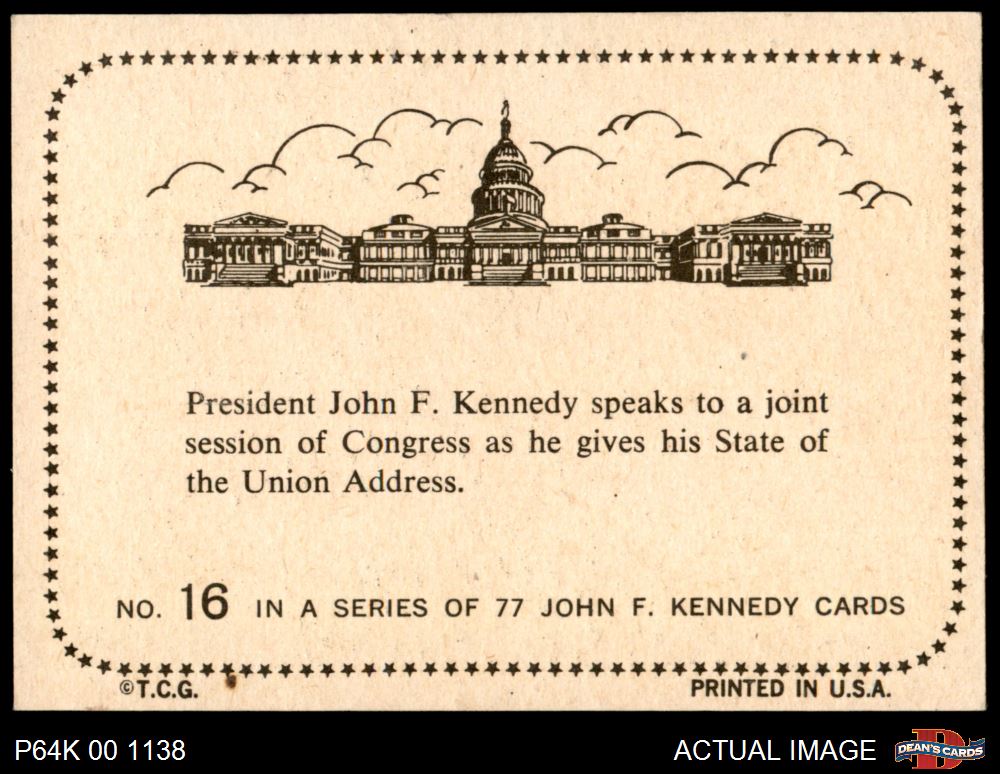 President John F. Kennedy speaks to a joint
session of Congress as he gives his State of
the Union Address.
NO. 16 IN A SERIES OF 77 JOHN F. KENNEDY CARDS
©T.C.G.
PRINTED IN U.S.A.
P64K 00 1138
ACTUAL IMAGE
D
DEAN'S CARDS